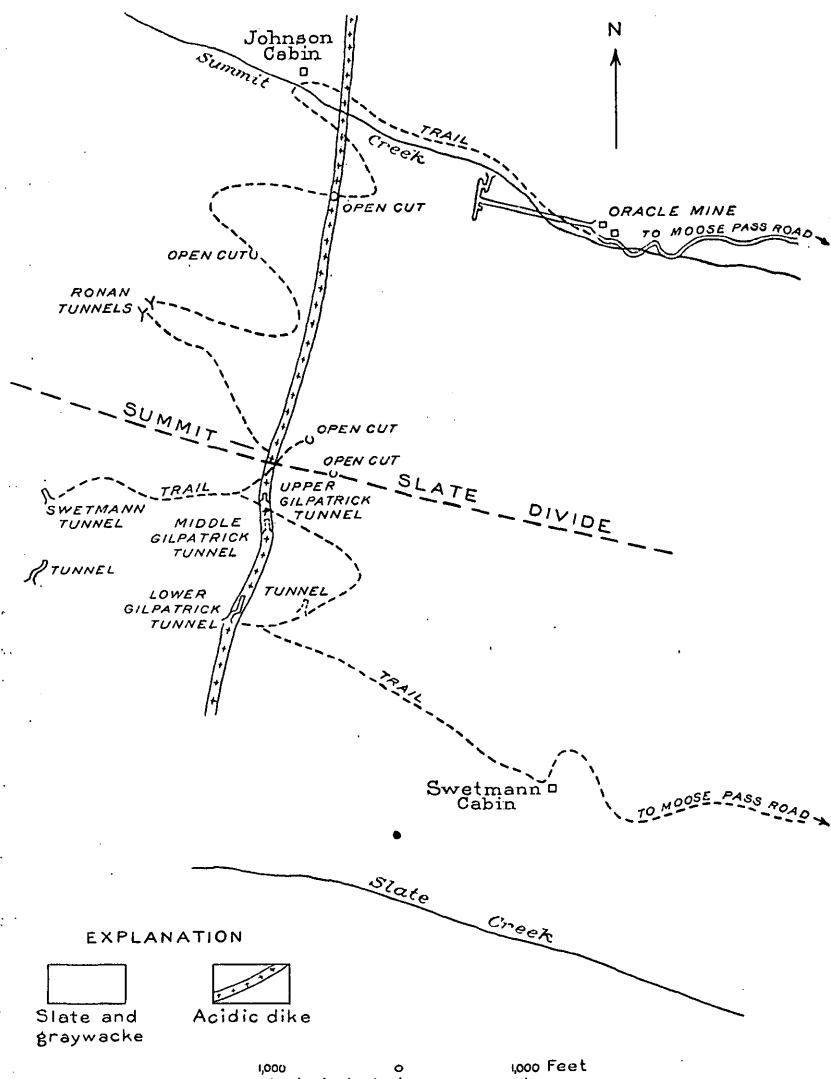 N
Johnson
Cabin
Summit
Creek
TRAIL
OPEN CUT
ORACLE MINE
TO MOOSE PASS ROAD
OPEN CUT
RONAN
TUNNELS
SUMMIT
SLATE
DIVIDE
OPEN CUT
OPEN CUT
TRAIL
SWETMANN
TUNNEL
UPPER
GILPATRICK
TUNNEL
MIDDLE
GILPATRICK
TUNNEL
TUNNEL
LOWER
GILPATRICK
TUNNEL
TUNNEL
TRAIL
Swetmann
Cabin
TO MOOSE PASS ROAD
Slate
Creek
EXPLANATION
Slate and
graywacke
Acidic dike
1,000 0 1,000 Feet